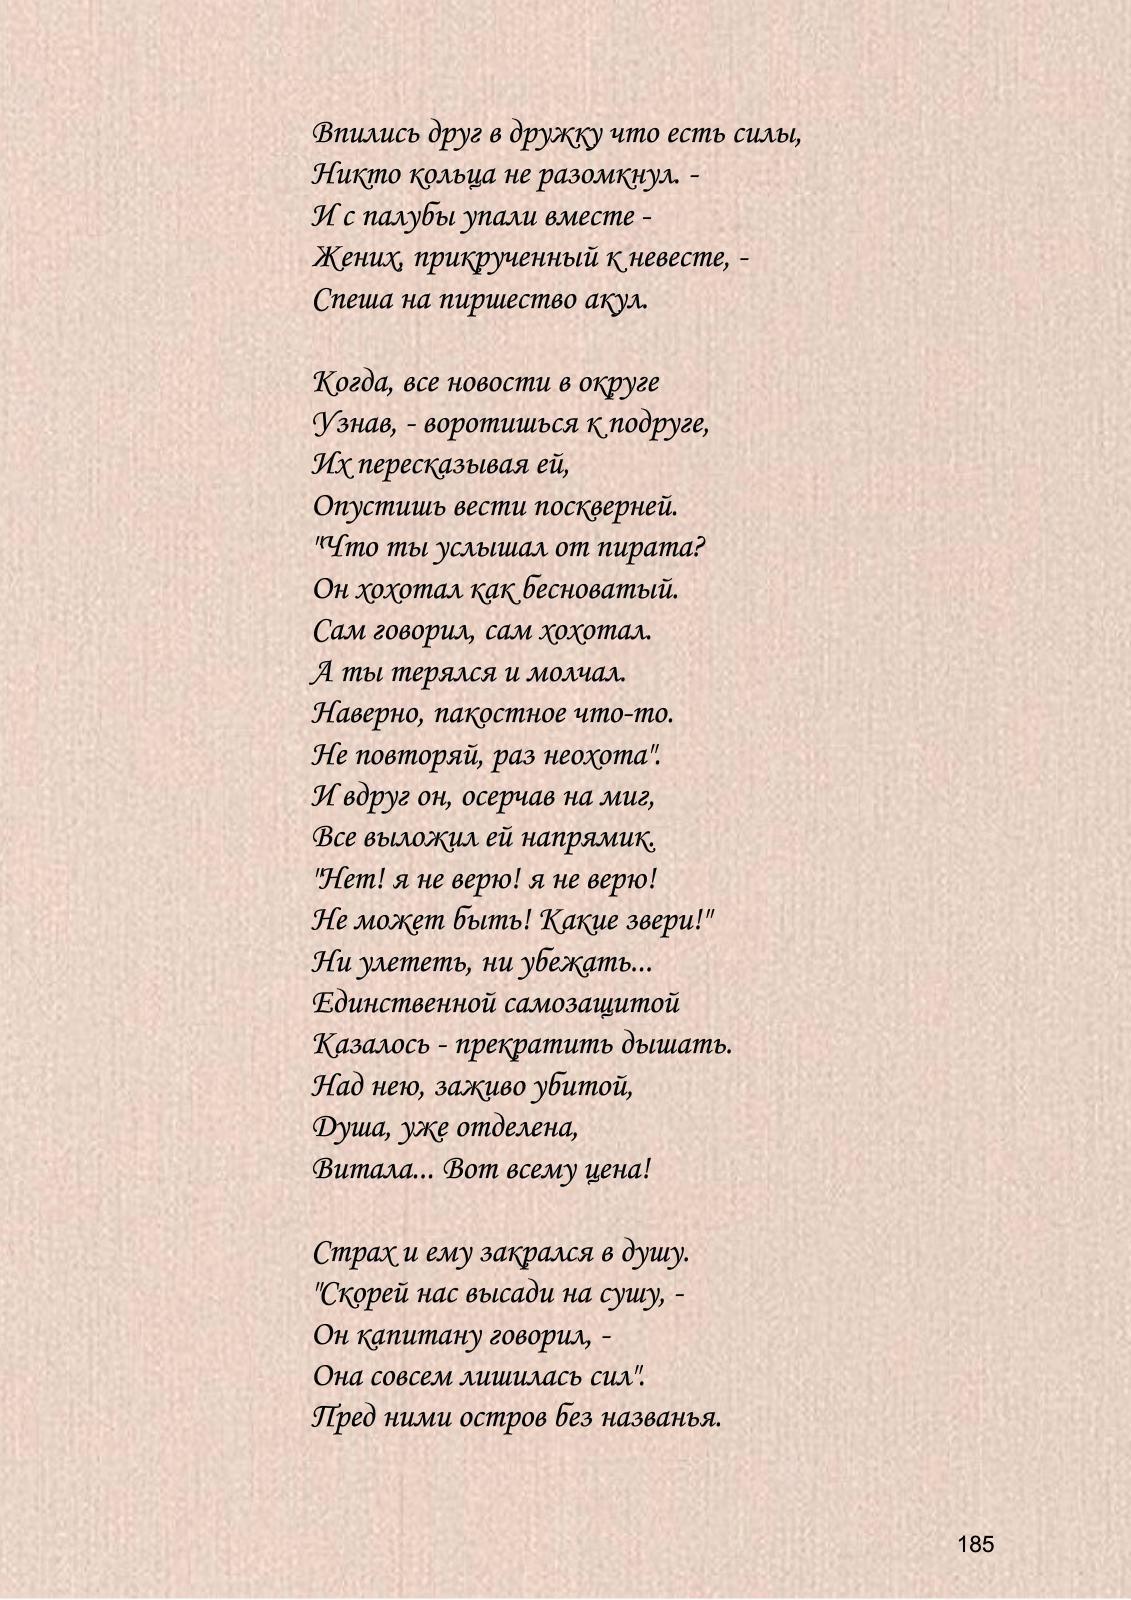 Впились друг в дружку что есть силы,
Никто кольца не разомкнул. -
И с палубы упали вместе -
Жених, прикрученный к невесте, -
Спеша на пиршество акул.
Когда, все новости в округе
Узнав, - воротишься к подруге,
Их пересказывая ей,
Опустишь вести поскверней.
"Что ты услышал от пирата?
Он хохотал как бесноватый.
Сам говорил, сам хохотал.
А ты терялся и молчал.
Наверно, пакостное что-то.
Не повторяй, раз неохота".
И вдруг он, осерчав на миг,
Все выложил ей напрямик.
"Нет! я не верю! я не верю!
Не может быть! Какие звери!"
Ни улететь, ни убежать...
Единственной самозащитой
Казалось - прекратить дышать.
Над нею, заживо убитой,
Душа, уже отделена,
Витала... Вот всему цена!
Страх и ему закрался в душу.
"Скорей нас высади на сушу, -
Он капитану говорил, -
Она совсем лишилась сил".
Пред ними остров без названья.
185